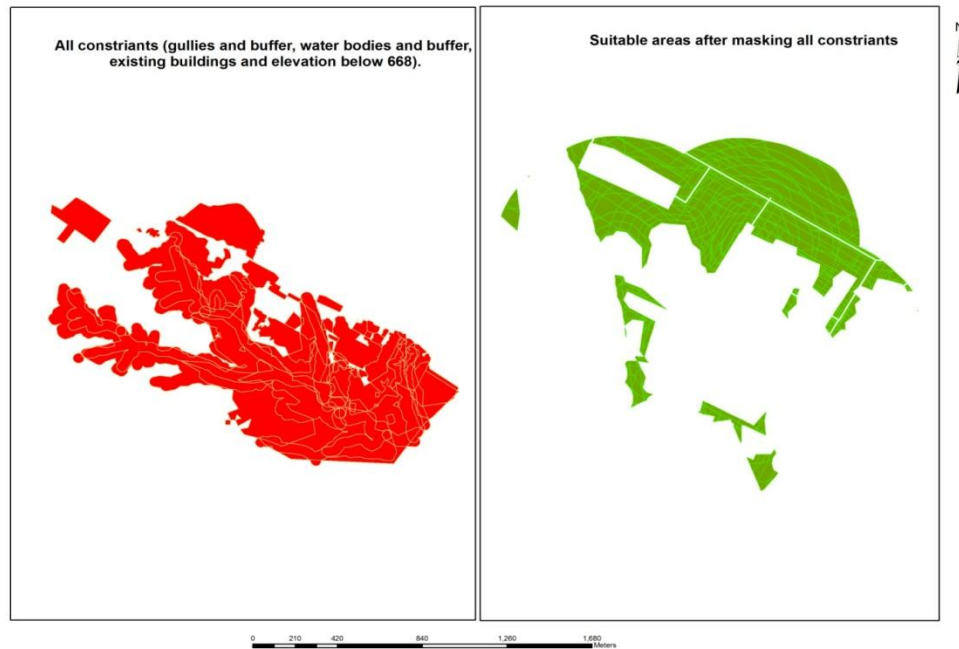 All constriants (gullies and buffer, water bodies and buffer,
existing buildings and elevation below 668).
Suitable areas after masking all constriants
N
0 210 420 840 1,260 1,680
Meters